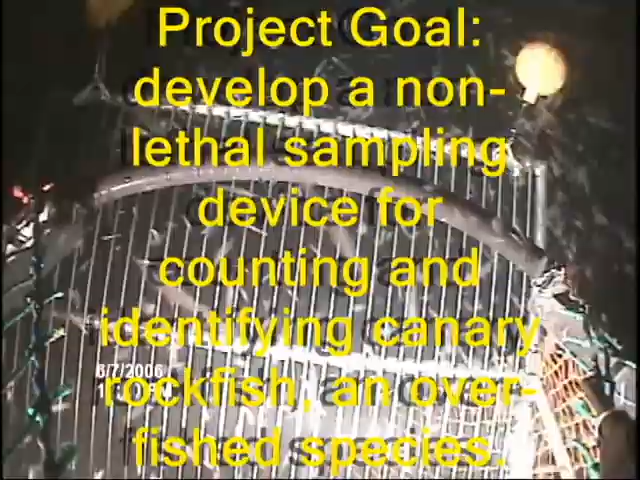 Project Goal:
develop a non-
lethal sampling
device for
counting and
identifying canary
6/7/2006
rockfish, an over-
fished species.